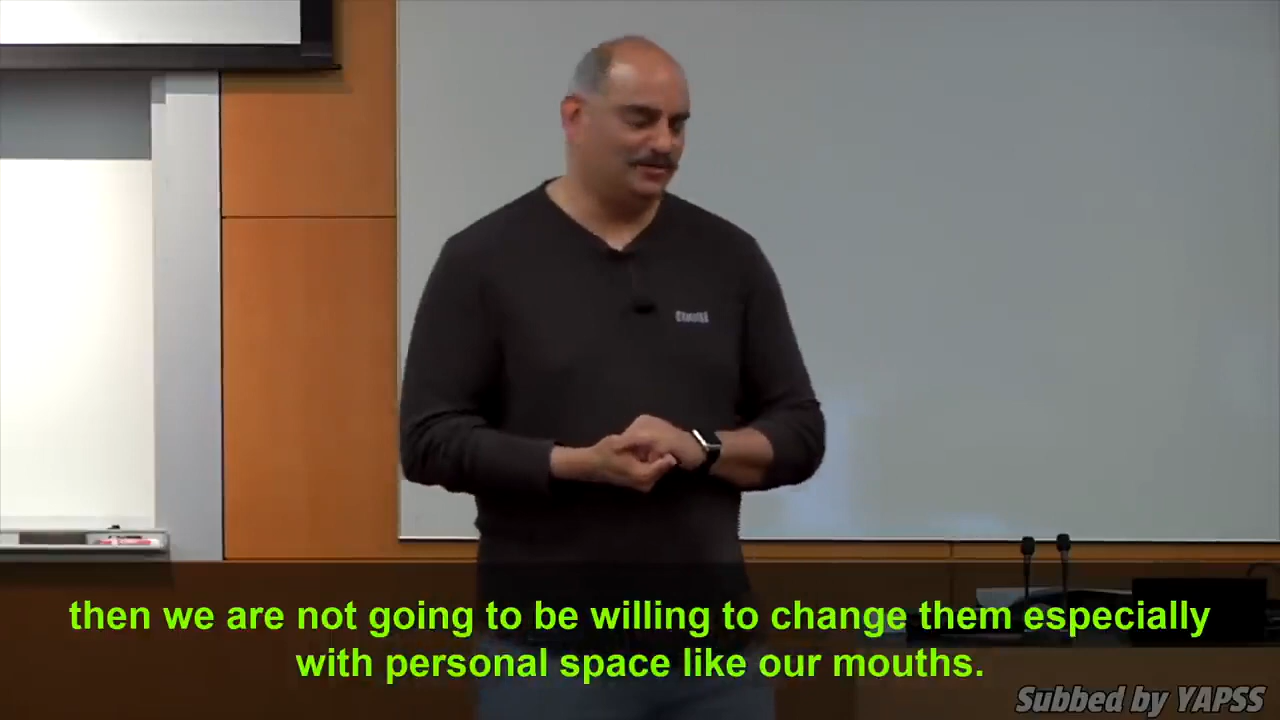 then we are not going to be willing to change them especially
with personal space like our mouths.
Subbed by YAPSS